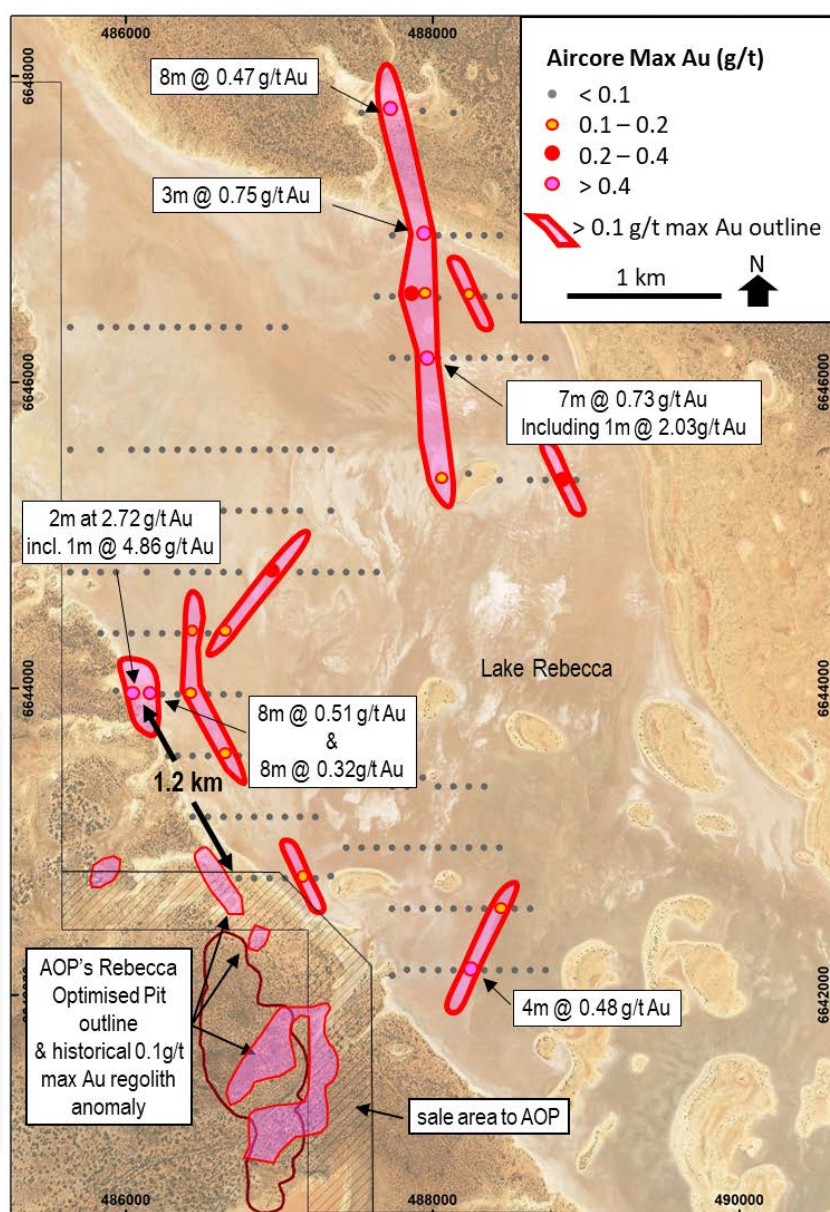 486000
488000
6648000
8m @ 0.47 g/t Au
3m @ 0.75 g/t Au
Aircore Max Au (g/t)
< 0.1
0.1 – 0.2
0.2 – 0.4
> 0.4
> 0.1 g/t max Au outline
1 km
N
6646000
6646000
7m @ 0.73 g/t Au
Including 1m @ 2.03g/t Au
2m at 2.72 g/t Au
incl. 1m @ 4.86 g/t Au
Lake Rebecca
6644000
6644000
8m @ 0.51 g/t Au
&
8m @ 0.32g/t Au
1.2 km
AOP's Rebecca
Optimised Pit
outline
& historical 0.1g/t
max Au regolith
anomaly
4m @ 0.48 g/t Au
6642000
sale area to AOP
486000
488000
490000